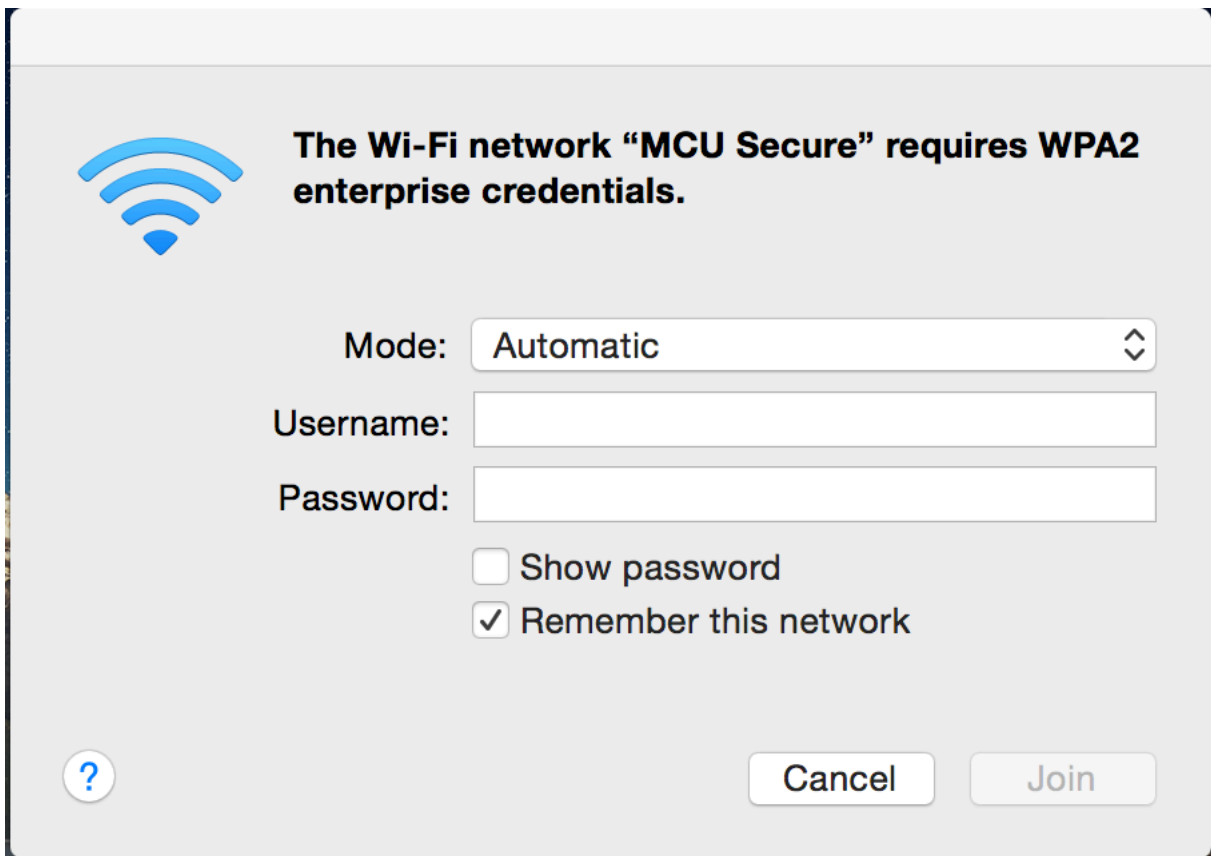 The Wi-Fi network “MCU Secure” requires WPA2
enterprise credentials.
Mode: Automatic
Username:
Password:
Show password
Remember this network
? Cancel Join